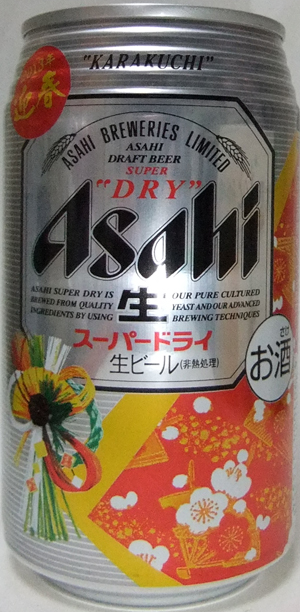 "KARAKUCHI"
迎春
ASAHI BREWERIES LIMITED
ASAHI
DRAFT BEER
SUPER
"DRY"
Asahi
ASAHI SUPER DRY IS
BREWED FROM QUALITY
INGREDIENTS BY USING
生
OUR PURE CULTURED
YEAST AND OUR ADVANCED
BREWING TECHNIQUES
スーパードライ
生ビール(非熱処理)
さけ
お酒